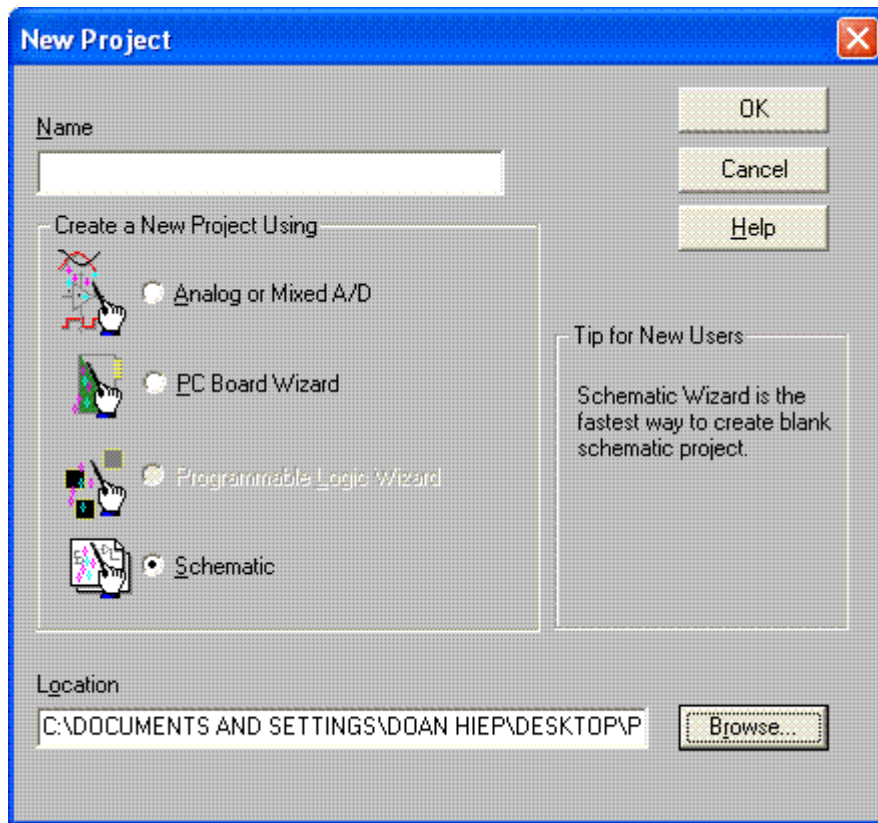 New Project
Name
OK
Cancel
Help
Create a New Project Using
Analog or Mixed A/D
PC Board Wizard
Programmable Logic Wizard
Schematic
Tip for New Users
Schematic Wizard is the
fastest way to create blank
schematic project.
Location
C:\DOCUMENTS AND SETTINGS\DOAN HIEP\DESKTOP\P
Browse...